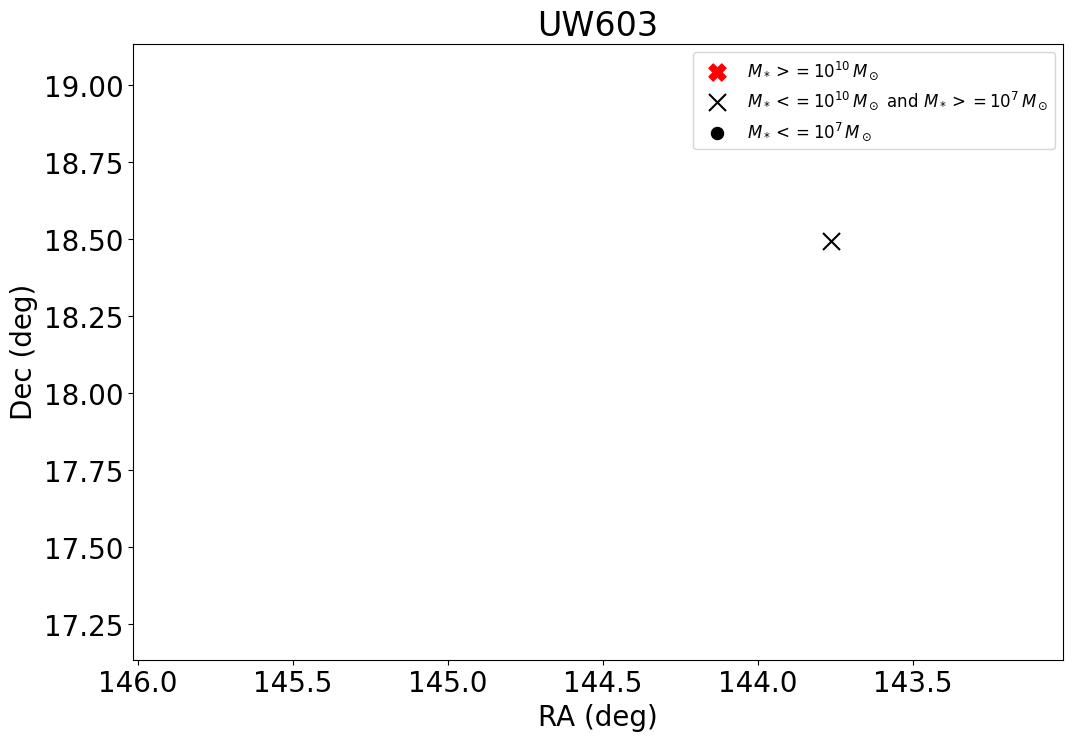 UW603
M* >= 10^10 M⊙
M* <= 10^10 M⊙ and M* >= 10^7 M⊙
M* <= 10^7 M⊙
19.00
18.75
18.50
18.25
18.00
17.75
17.50
17.25
Dec (deg)
146.0 145.5 145.0 144.5 144.0 143.5
RA (deg)